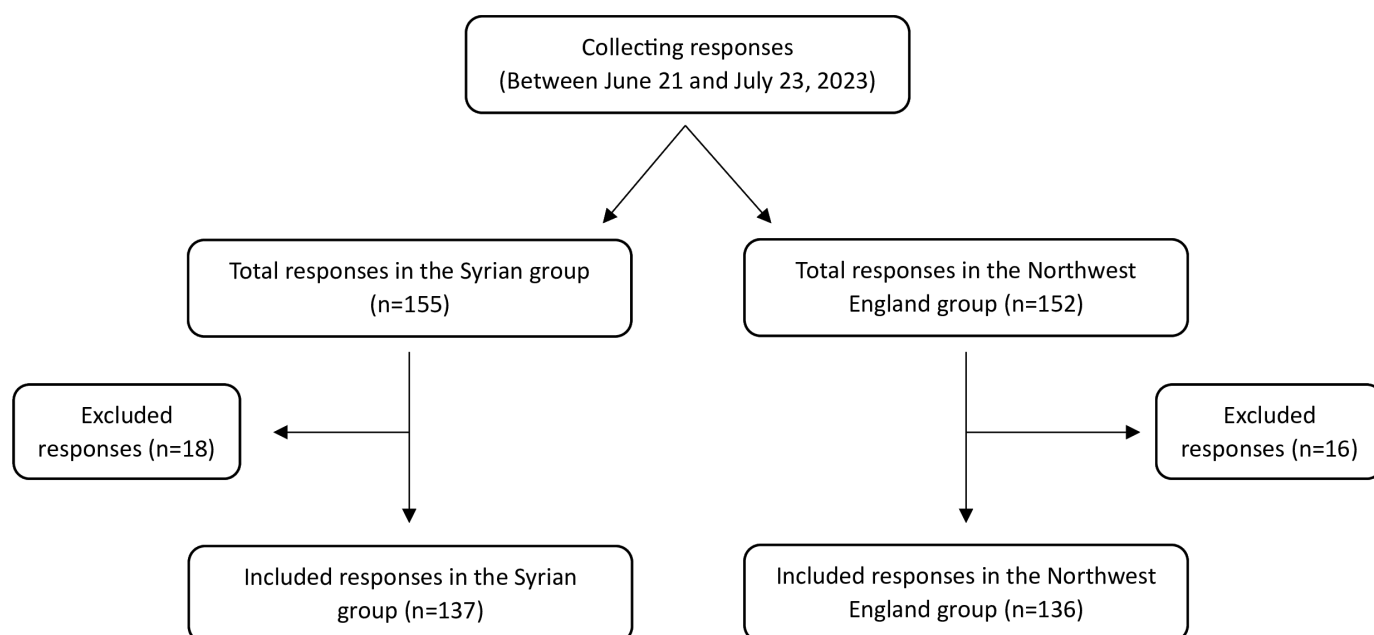 Collecting responses
(Between June 21 and July 23, 2023)
Total responses in the Syrian group
(n=155)
Total responses in the Northwest
England group (n=152)
Excluded
responses (n=18)
Excluded
responses (n=16)
Included responses in the Syrian
group (n=137)
Included responses in the Northwest
England group (n=136)